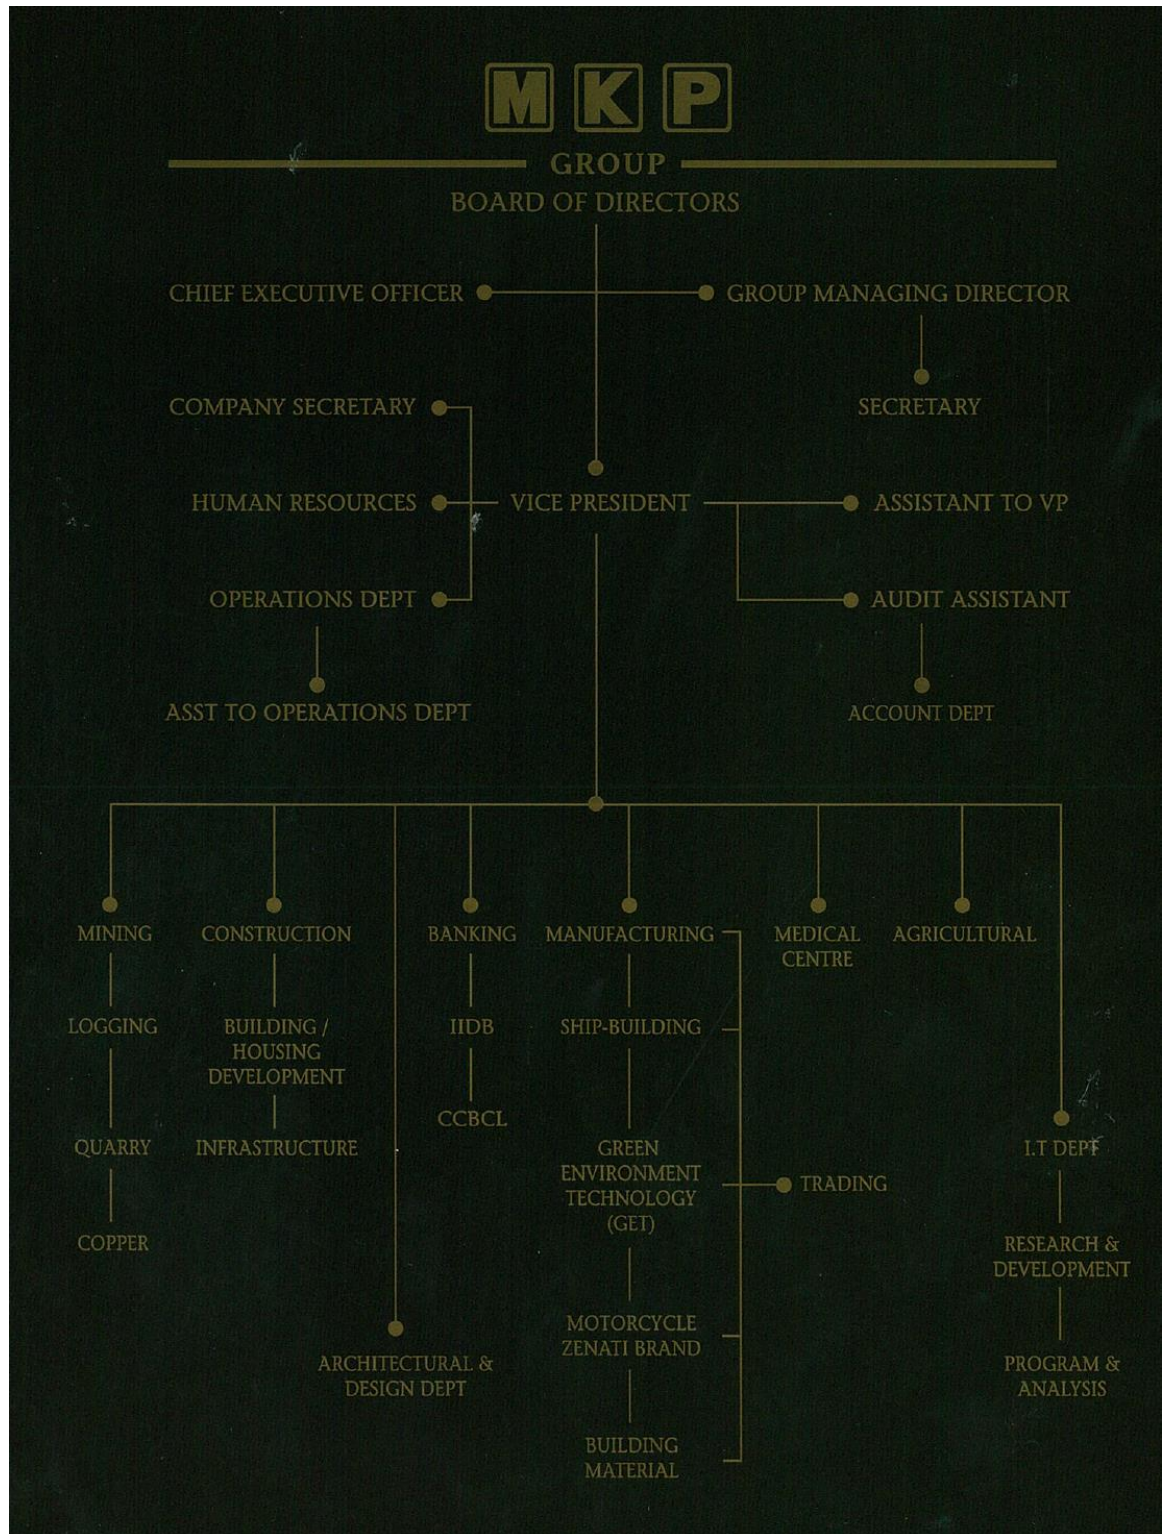 MKP
GROUP
BOARD OF DIRECTORS
CHIEF EXECUTIVE OFFICER
GROUP MANAGING DIRECTOR
COMPANY SECRETARY
SECRETARY
HUMAN RESOURCES
VICE PRESIDENT
ASSISTANT TO VP
OPERATIONS DEPT
AUDIT ASSISTANT
ASST TO OPERATIONS DEPT
ACCOUNT DEPT
MINING
LOGGING
QUARRY
COPPER
CONSTRUCTION
BUILDING /
HOUSING
DEVELOPMENT
INFRASTRUCTURE
ARCHITECTURAL &
DESIGN DEPT
BANKING
IIDB
CCBCL
MANUFACTURING
SHIP-BUILDING
GREEN
ENVIRONMENT
TECHNOLOGY
(GET)
MOTORCYCLE
ZENATI BRAND
BUILDING
MATERIAL
TRADING
MEDICAL
CENTRE
AGRICULTURAL
I.T DEPT
RESEARCH &
DEVELOPMENT
PROGRAM &
ANALYSIS